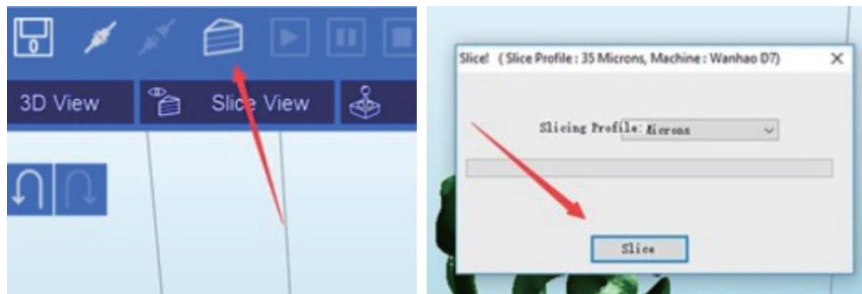 3D View
Slice View
Slice! ( Slice Profile : 35 Microns, Machine : Wanhao D7)
Slicing Profile: Microns
Slice